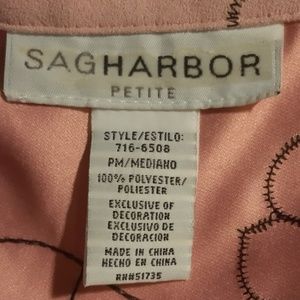 SAGHARBOR
PETITE
STYLE/ESTILO:
716-6508
PM/MEDIANO
100% POLYESTER/
POLIESTER
EXCLUSIVE OF
DECORATION
EXCLUSIVO DE
DECORACION
MADE IN CHINA
HECHO EN CHINA
RN#51735